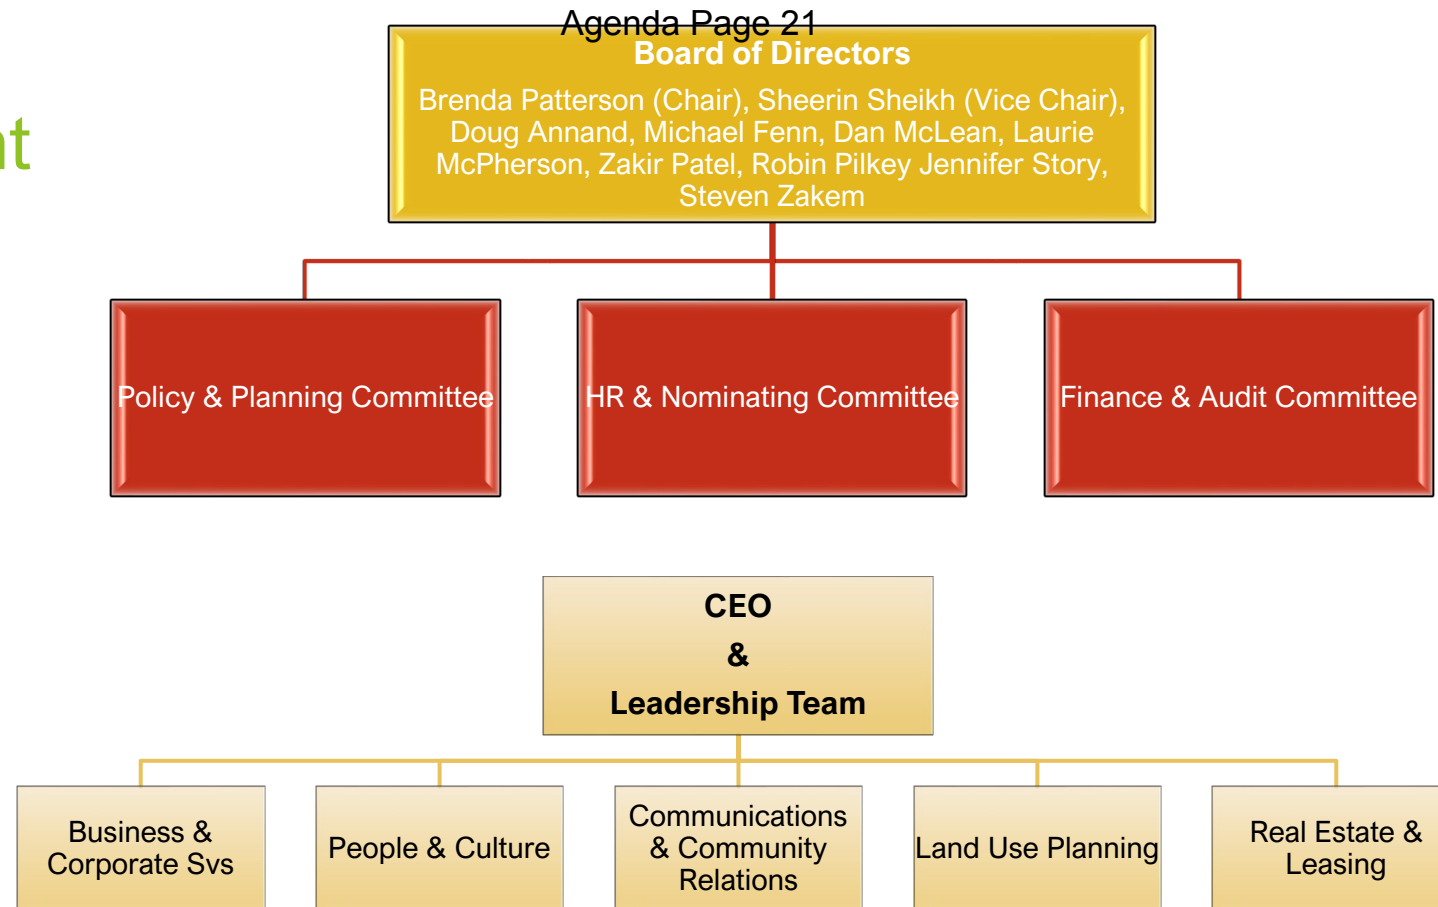 Agenda Page 21
nt
Board of Directors
Brenda Patterson (Chair), Sheerin Sheikh (Vice Chair),
Doug Annand, Michael Fenn, Dan McLean, Laurie
McPherson, Zakir Patel, Robin Pilkey Jennifer Story,
Steven Zakem
Policy & Planning Committee
HR & Nominating Committee
Finance & Audit Committee
CEO
&
Leadership Team
Business &
Corporate Svs
People & Culture
Communications
& Community
Relations
Land Use Planning
Real Estate &
Leasing